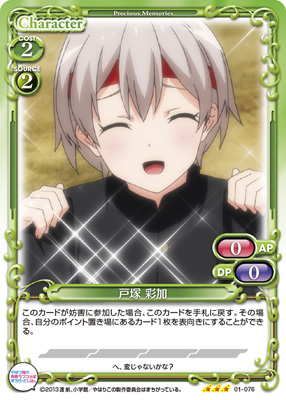 Precious Memories
Character
COST
2
SOURCE
2
0 AP
DP 0
戸塚 彩加
このカードが妨害に参加した場合、このカードを手札に戻す。その場
合、自分のポイント置き場にあるカード1枚を表向きにすることができ
る。
へ、変じゃないかな?
©2013 渡 航、小学館/やはりこの製作委員会はまちがっている。
01-076